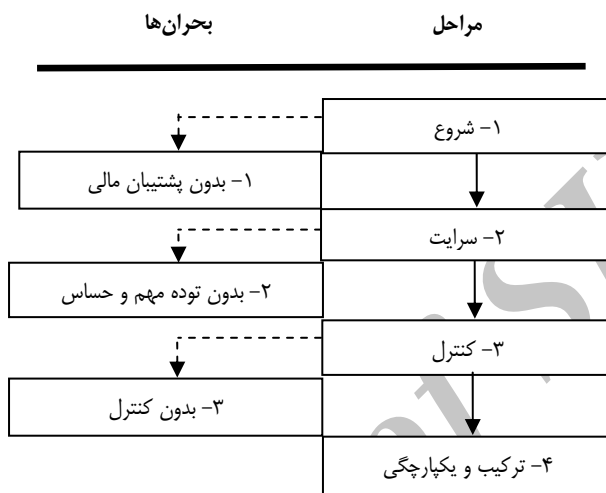 مراحل
بحران‌ها
۱- شروع
۱- بدون پشتیبان مالی
۲- سرایت
۲- بدون توده مهم و حساس
۳- کنترل
۳- بدون کنترل
۴- ترکیب و یکپارچگی